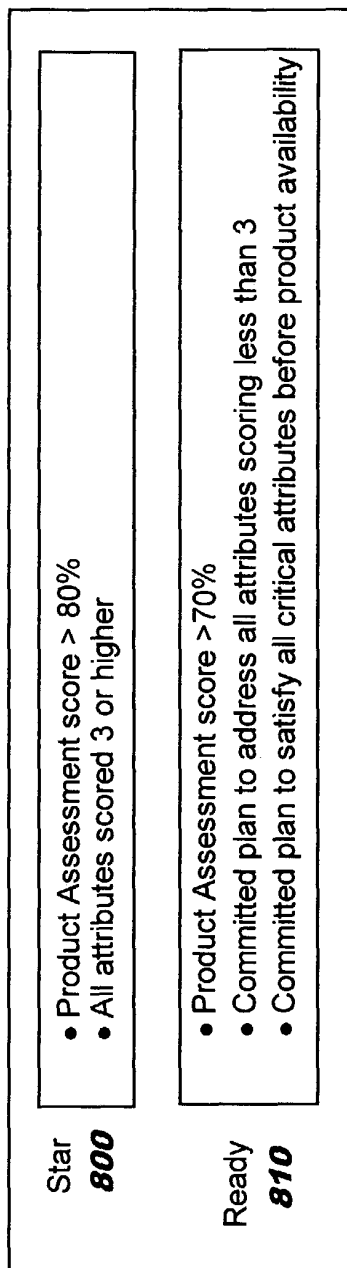 Star
800
• Product Assessment score > 80%
• All attributes scored 3 or higher
Ready
810
• Product Assessment score >70%
• Committed plan to address all attributes scoring less than 3
• Committed plan to satisfy all critical attributes before product availability